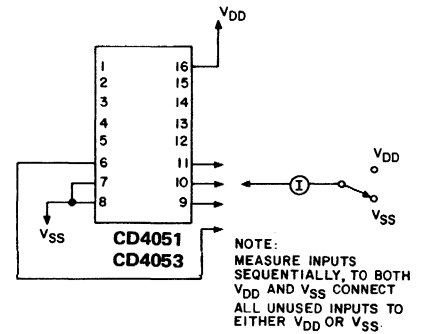 VDD
1 16
2 15
3 14
4 13
5 12
6 11
7 10
8 9
I
VDD
VSS
VSS
CD4051
CD4053
NOTE:
MEASURE INPUTS
SEQUENTIALLY, TO BOTH
VDD AND VSS CONNECT
ALL UNUSED INPUTS TO
EITHER VDD OR VSS.